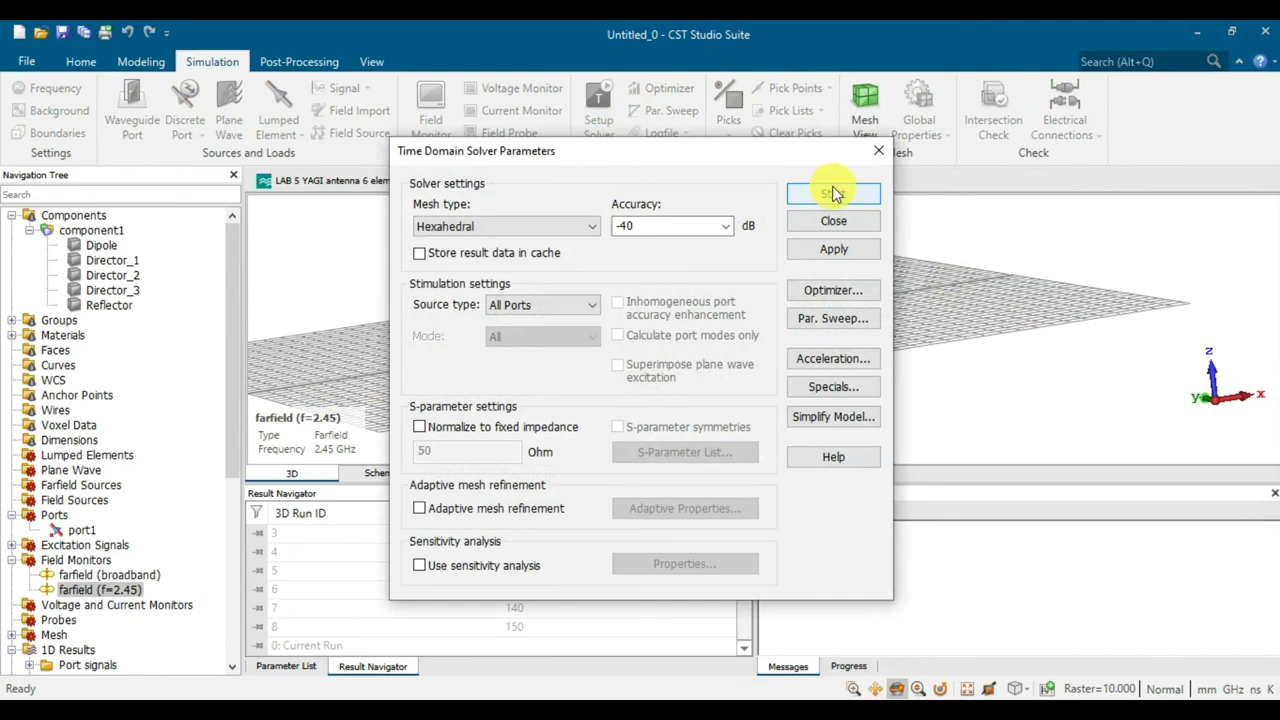 Untitled_0 - CST Studio Suite
File
Home
Modeling
Simulation
Post-Processing
View
Search (Alt+Q)
Frequency
Background
Boundaries
Settings
Waveguide
Port
Discrete
Port
Plane
Wave
Lumped
Element
Signal
Field Import
Field Source
Sources and Loads
Field
Monitor
Voltage Monitor
Current Monitor
Field Probe
Setup
Solver
Optimizer
Par. Sweep
Logfile
Picks
Pick Points
Pick Lists
Clear Picks
Mesh
View
Global
Properties
Intersection
Check
Electrical
Connections
Check
Navigation Tree
Search
Components
component1
Dipole
Director_1
Director_2
Director_3
Reflector
Groups
Materials
Faces
Curves
WCS
Anchor Points
Wires
Voxel Data
Dimensions
Lumped Elements
Plane Wave
Farfield Sources
Field Sources
Ports
port1
Excitation Signals
Field Monitors
farfield (broadband)
farfield (f=2.45)
Voltage and Current Monitors
Probes
Mesh
1D Results
Port signals
LAB 5 YAGI antenna 6 elem
farfield (f=2.45)
Type Farfield
Frequency 2.45 GHz
3D
Schem
Time Domain Solver Parameters
Solver settings
Mesh type:
Accuracy:
Hexahedral
-40
dB
Store result data in cache
Stimulation settings
Source type:
All Ports
Inhomogeneous port
accuracy enhancement
Mode:
All
Calculate port modes only
Superimpose plane wave
excitation
S-parameter settings
Normalize to fixed impedance
S-parameter symmetries
50
Ohm
S-Parameter List...
Adaptive mesh refinement
Adaptive mesh refinement
Adaptive Properties...
Sensitivity analysis
Use sensitivity analysis
Properties...
Close
Apply
Optimizer...
Par. Sweep...
Acceleration...
Specials...
Simplify Model...
Help
z
y
x
Result Navigator
3D Run ID
3
4
5
6
7
140
8
150
0: Current Run
Parameter List
Result Navigator
Messages
Progress
Ready
Raster=10.000
Normal
mm GHz ns K